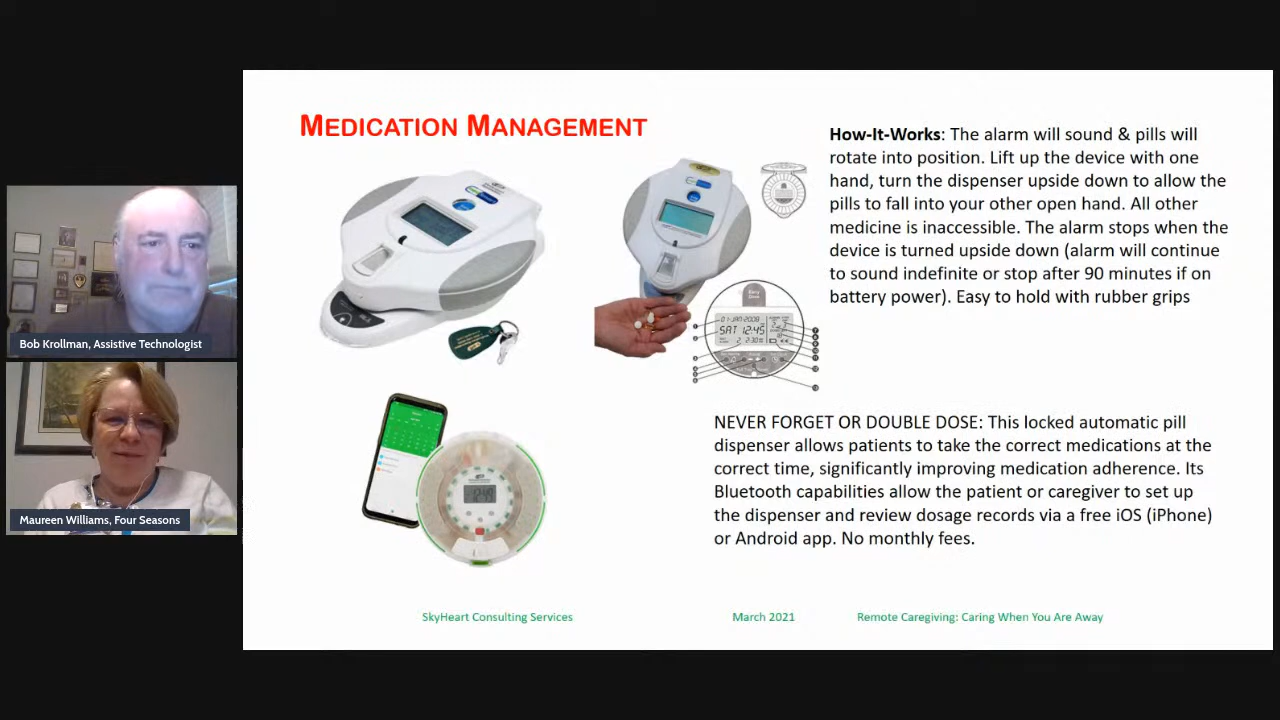 MEDICATION MANAGEMENT
How-It-Works: The alarm will sound & pills will
rotate into position. Lift up the device with one
hand, turn the dispenser upside down to allow the
pills to fall into your other open hand. All other
medicine is inaccessible. The alarm stops when the
device is turned upside down (alarm will continue
to sound indefinite or stop after 90 minutes if on
battery power). Easy to hold with rubber grips
01-JAN-2008
SAT 12:45
Bob Krollman, Assistive Technologist
Maureen Williams, Four Seasons
NEVER FORGET OR DOUBLE DOSE: This locked automatic pill
dispenser allows patients to take the correct medications at the
correct time, significantly improving medication adherence. Its
Bluetooth capabilities allow the patient or caregiver to set up
the dispenser and review dosage records via a free iOS (iPhone)
or Android app. No monthly fees.
SkyHeart Consulting Services
March 2021
Remote Caregiving: Caring When You Are Away